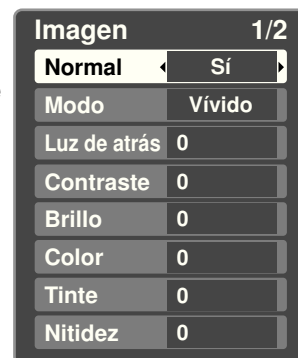 Imagen 1/2
Normal Sí
Modo Vívido
Luz de atrás 0
Contraste 0
Brillo 0
Color 0
Tinte 0
Nitidez 0